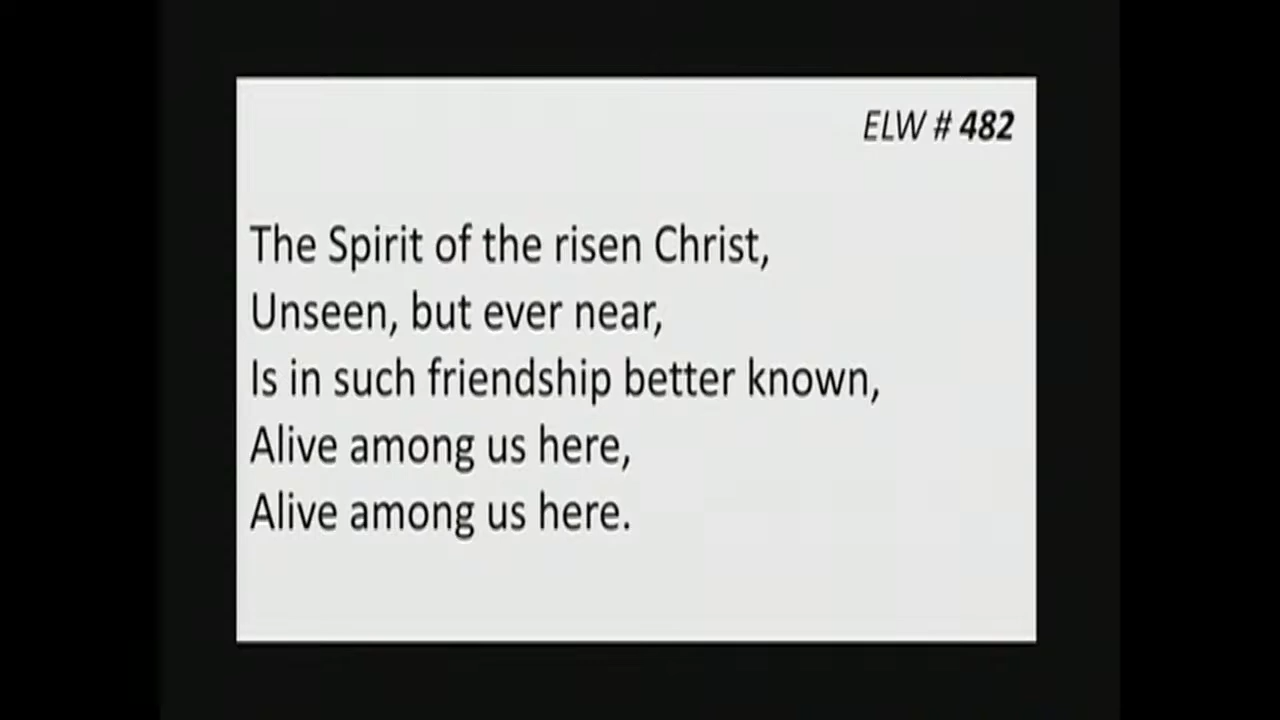 ELW # 482
The Spirit of the risen Christ,
Unseen, but ever near,
Is in such friendship better known,
Alive among us here,
Alive among us here.